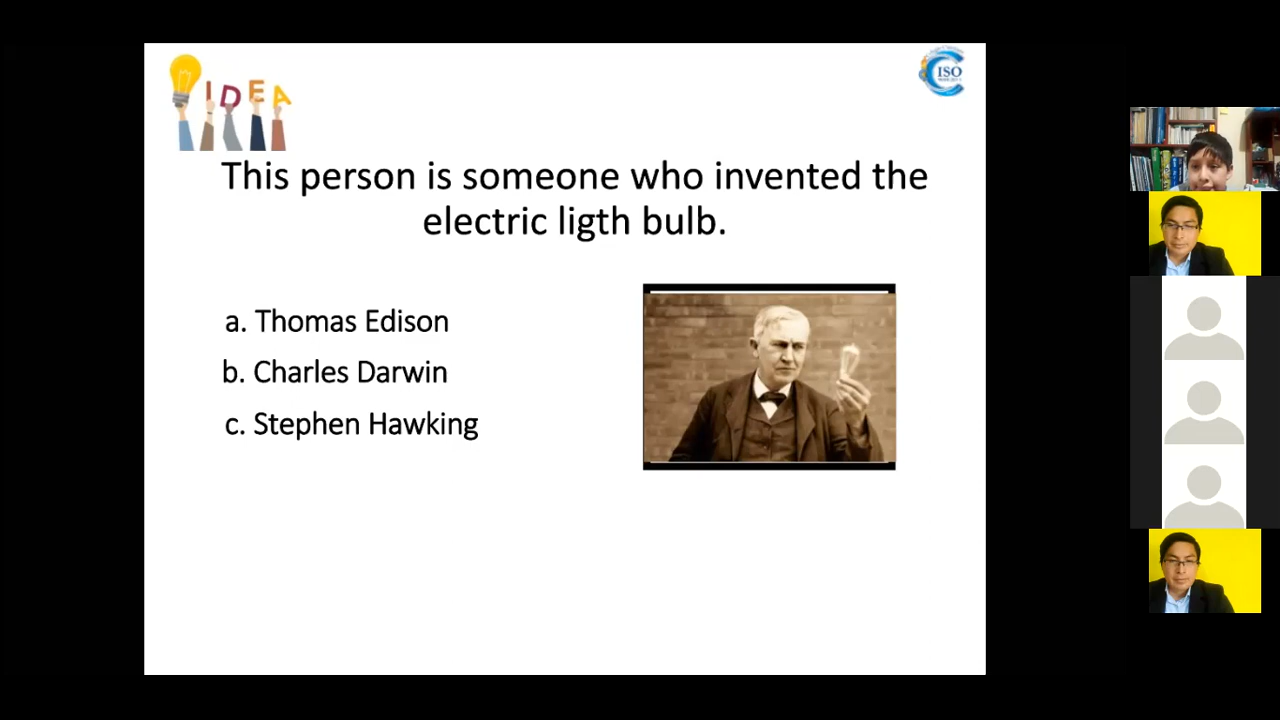 IDEA
ISO
This person is someone who invented the
electric ligth bulb.
a. Thomas Edison
b. Charles Darwin
c. Stephen Hawking